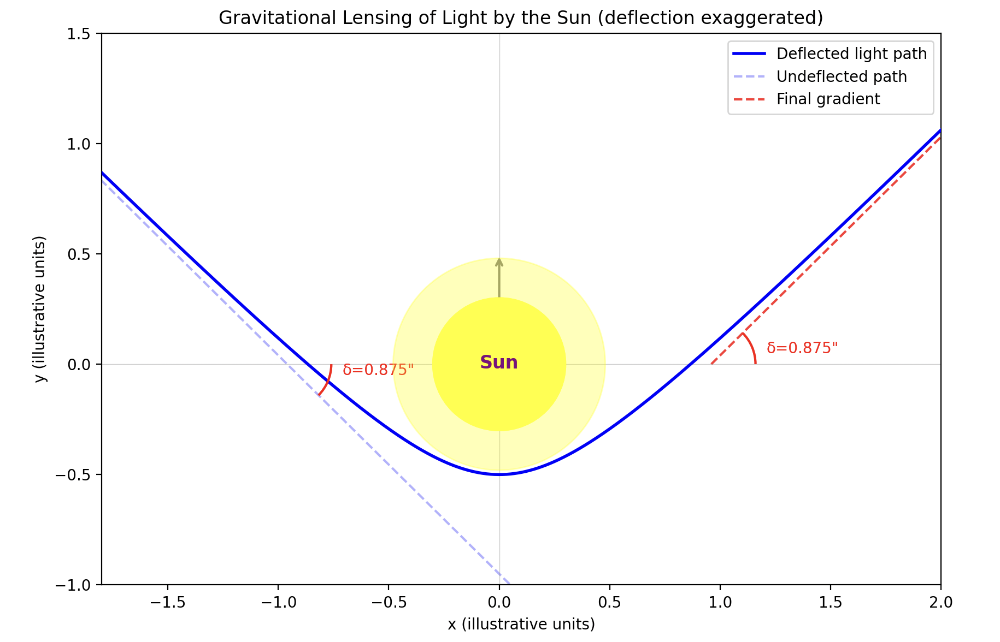 Gravitational Lensing of Light by the Sun (deflection exaggerated)
Deflected light path
Undeflected path
Final gradient
1.5
1.0
0.5
0.0
−0.5
−1.0
y (illustrative units)
δ=0.875"
Sun
δ=0.875"
−1.5
−1.0
−0.5
0.0
0.5
1.0
1.5
2.0
x (illustrative units)